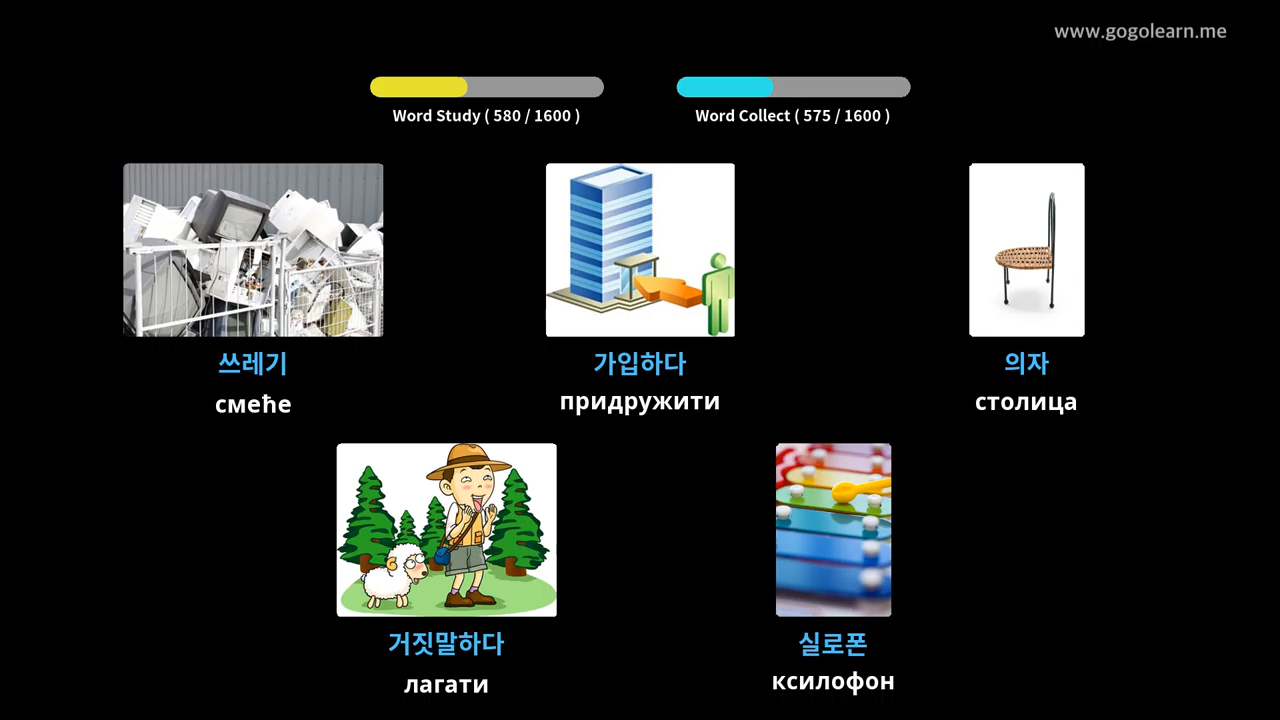 www.gogolearn.me
Word Study ( 580 / 1600 )
Word Collect ( 575 / 1600 )
쓰레기
смеће
가입하다
придружити
의자
столица
거짓말하다
лагати
실로폰
ксилофон